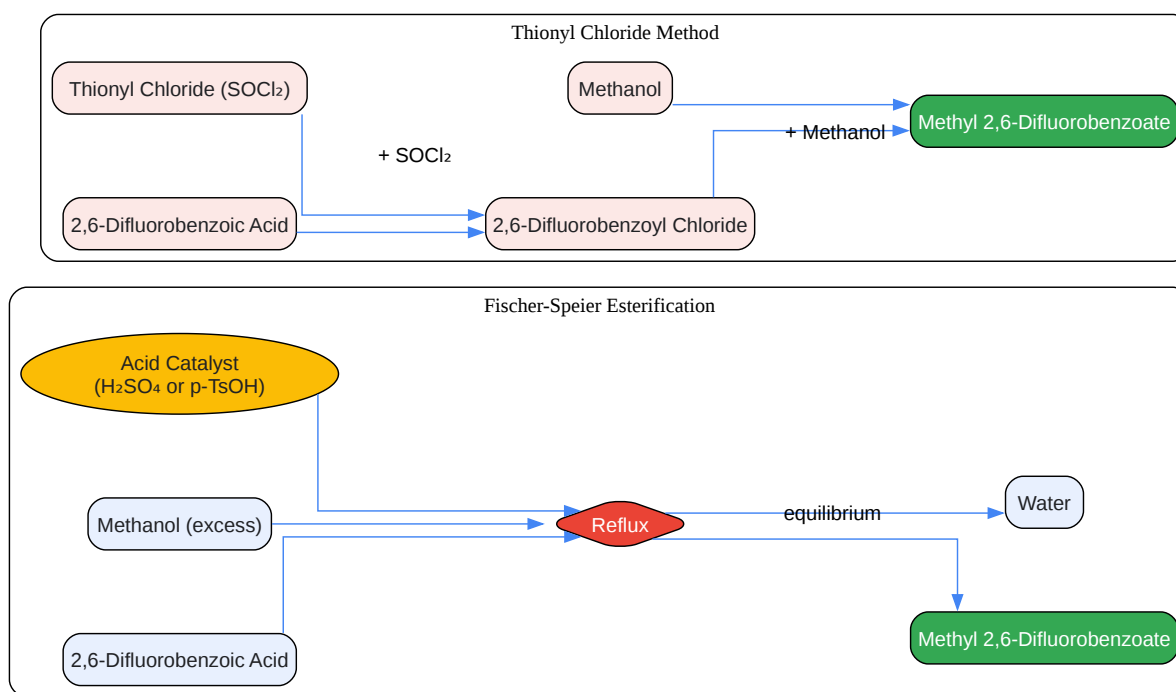 Thionyl Chloride Method
Thionyl Chloride (SOCl₂)
Methanol
Methyl 2,6-Difluorobenzoate
+ Methanol
+ SOCl₂
2,6-Difluorobenzoic Acid
2,6-Difluorobenzoyl Chloride
Fischer-Speier Esterification
Acid Catalyst
(H₂SO₄ or p-TsOH)
Methanol (excess)
Reflux
equilibrium
Water
2,6-Difluorobenzoic Acid
Methyl 2,6-Difluorobenzoate